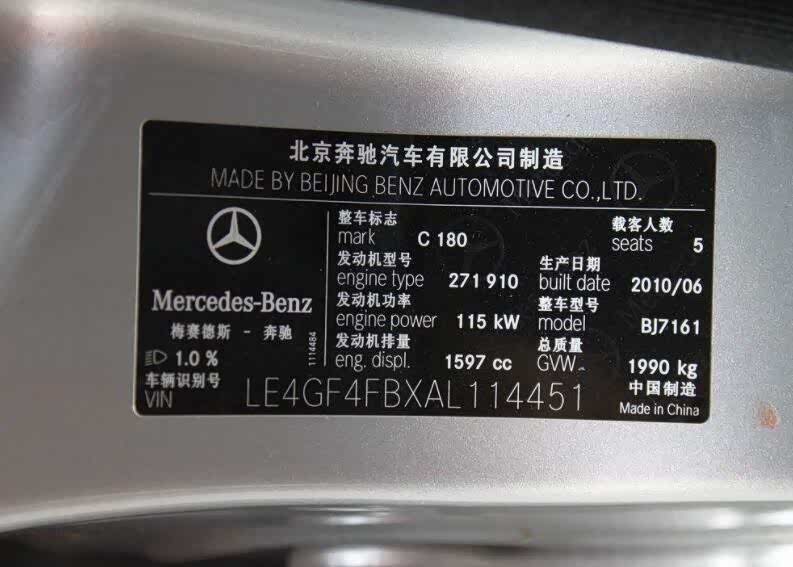 北京奔驰汽车有限公司制造
MADE BY BEIJING BENZ AUTOMOTIVE CO.,LTD.
Mercedes-Benz
梅赛德斯 - 奔驰
1.0 %
整车标志
mark C 180
载客人数
seats 5
发动机型号
engine type 271 910
生产日期
built date 2010/06
发动机功率
engine power 115 kW
整车型号
model BJ7161
发动机排量
eng. displ. 1597 cc
总质量
GVW 1990 kg
1114484
车辆识别号
VIN LE4GF4FBXAL114451
中国制造
Made in China